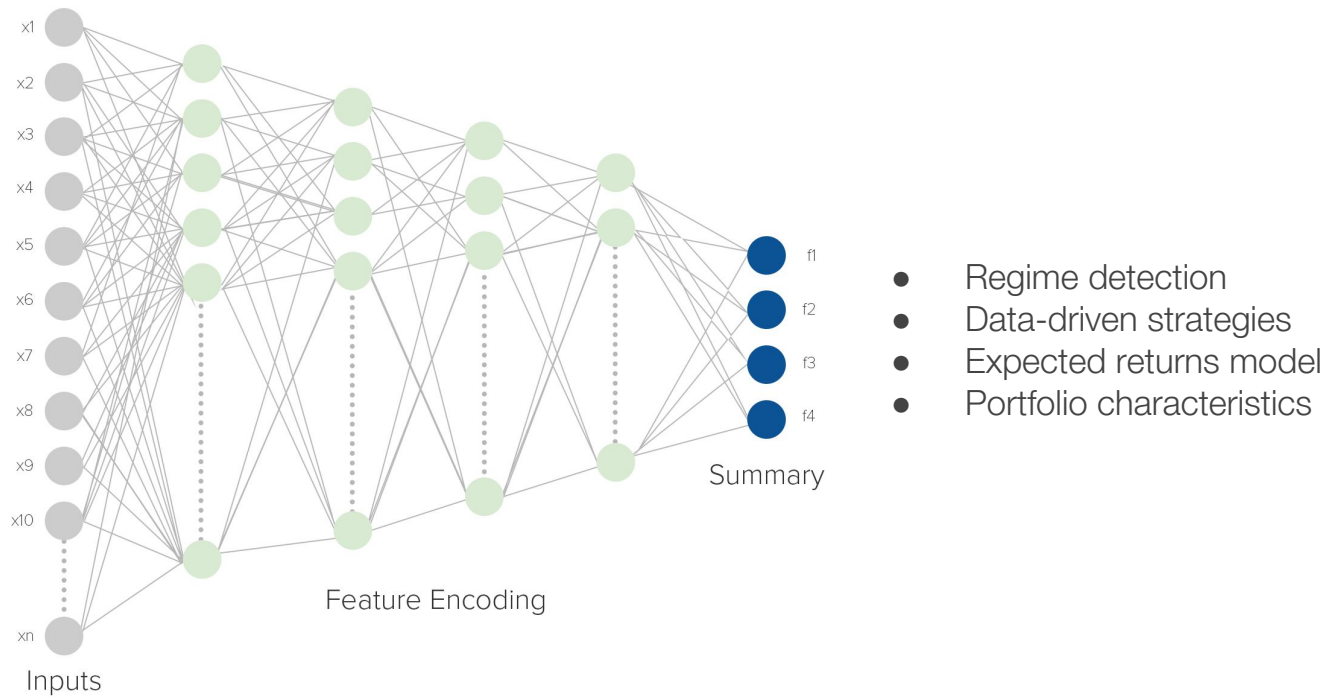 x1
x2
x3
x4
x5
x6
x7
x8
x9
x10
xn
Inputs
Feature Encoding
f1
f2
f3
f4
Summary
● Regime detection
● Data-driven strategies
● Expected returns model
● Portfolio characteristics